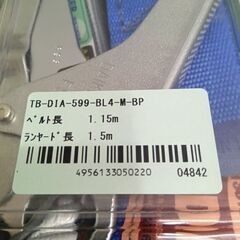 TB-DIA-599-BL4-M-BP
ﾍﾞﾙﾄ長 1.15m
ﾗﾝﾔｰﾄﾞ長 1.5m
4956133050220 04842